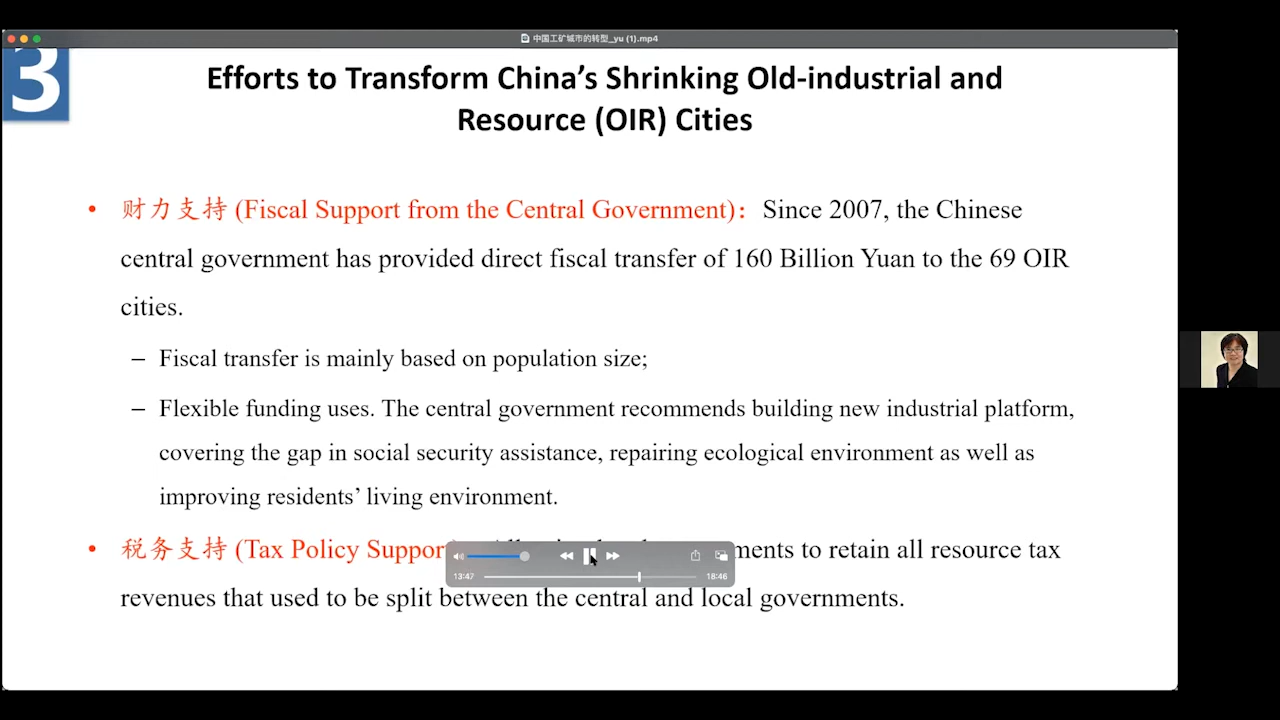 中国工矿城市的转型_yu (1).mp4
3
Efforts to Transform China’s Shrinking Old-industrial and
Resource (OIR) Cities
• 财力支持 (Fiscal Support from the Central Government)：Since 2007, the Chinese
central government has provided direct fiscal transfer of 160 Billion Yuan to the 69 OIR
cities.
– Fiscal transfer is mainly based on population size;
– Flexible funding uses. The central government recommends building new industrial platform,
covering the gap in social security assistance, repairing ecological environment as well as
improving residents’ living environment.
• 税务支持 (Tax Policy Support to retain all resource tax
13:47 18:46
revenues that used to be split between the central and local governments.